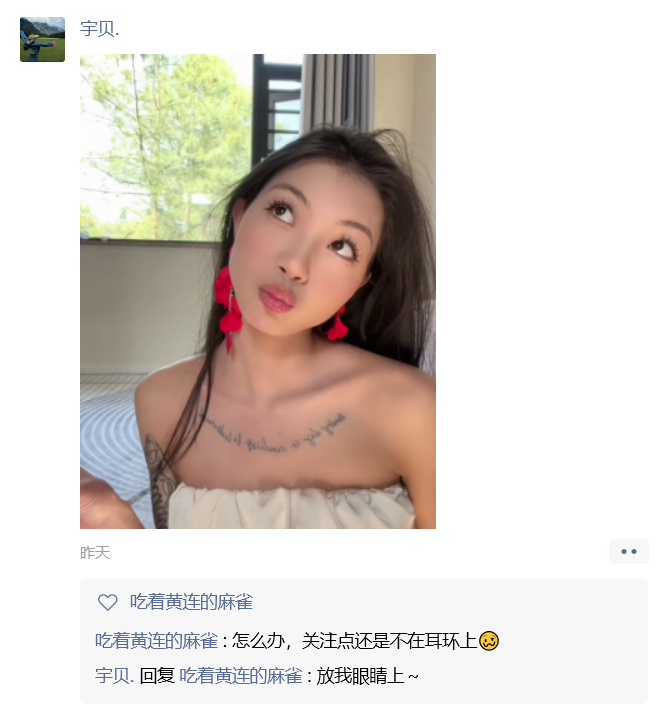 宇贝.
昨天
吃着黄连的麻雀
吃着黄连的麻雀 : 怎么办，关注点还是不在耳环上🥴
宇贝. 回复 吃着黄连的麻雀 : 放我眼睛上~